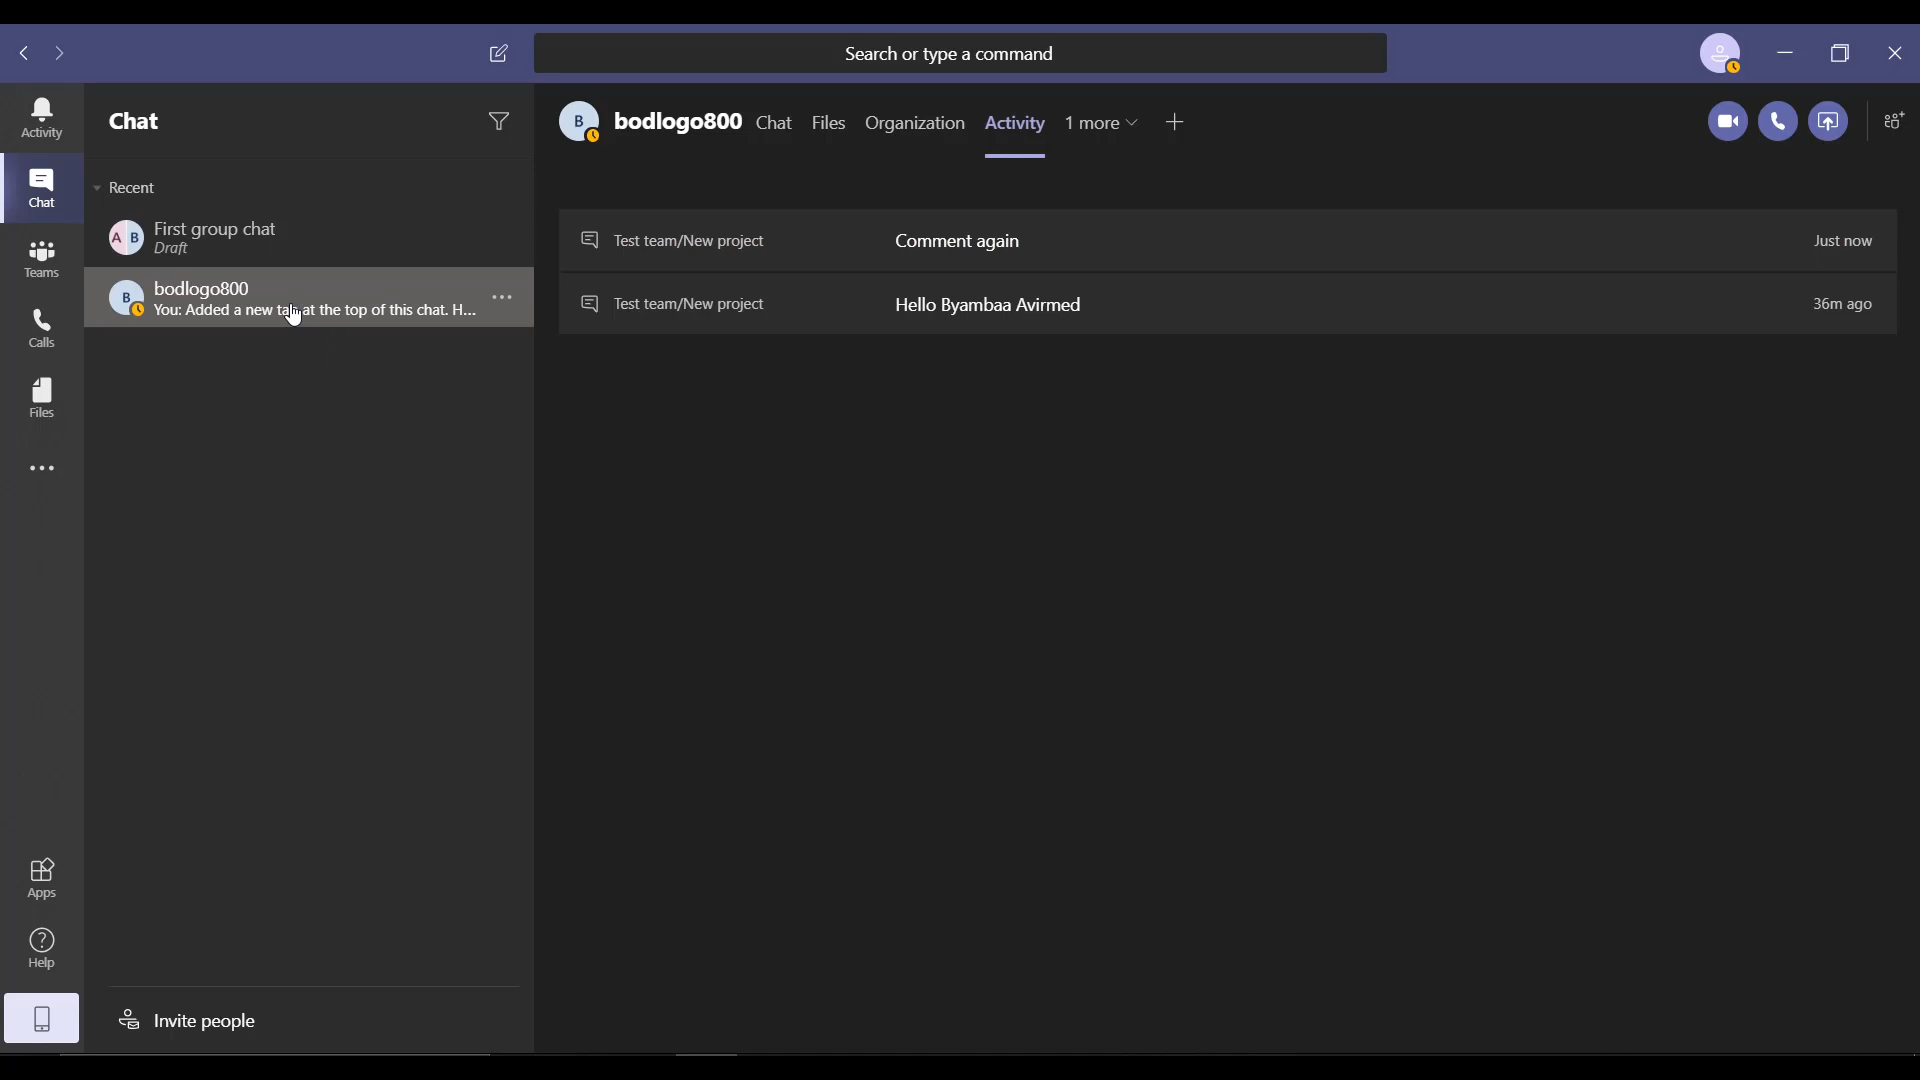 Search or type a command
Activity
Chat
Teams
Calls
Files
Apps
Help
Chat
Recent
A B First group chat
Draft
B bodlogo800
You: Added a new tab at the top of this chat. H...
Invite people
B bodlogo800 Chat Files Organization Activity 1 more
Test team/New project Comment again Just now
Test team/New project Hello Byambaa Avirmed 36m ago